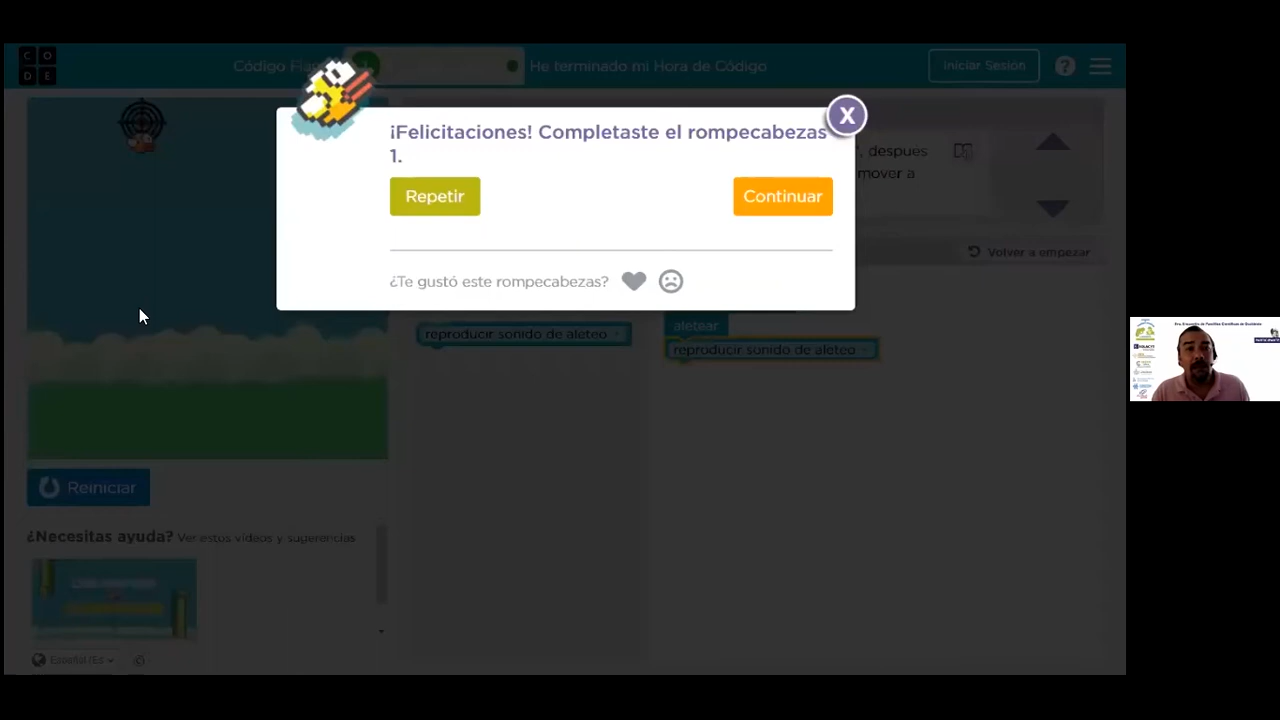 C O
D E
Código Fla
He terminado mi Hora de Código
Iniciar Sesión
?
¡Felicitaciones! Completaste el rompecabezas
1.
X
Repetir
Continuar
¿Te gustó este rompecabezas?
", después
mover a
Volver a empezar
reproducir sonido de aleteo
aletear
reproducir sonido de aleteo
Reiniciar
¿Necesitas ayuda? Ver estos videos y sugerencias
Español (Es